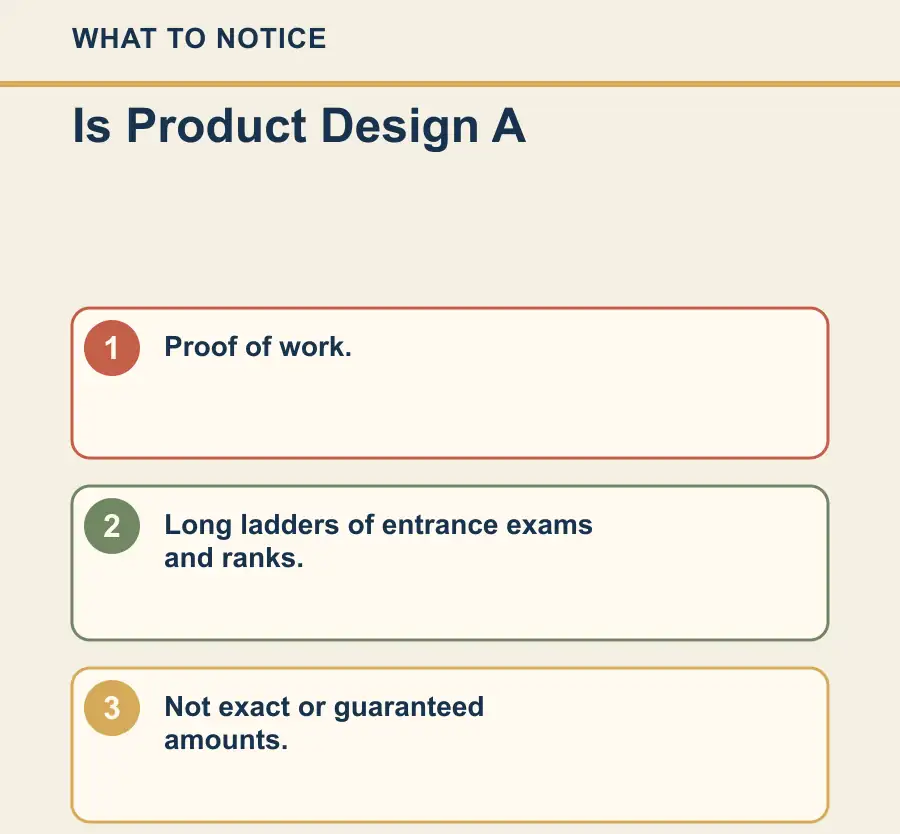 WHAT TO NOTICE
Is Product Design A
1
Proof of work.
2
Long ladders of entrance exams
and ranks.
3
Not exact or guaranteed
amounts.